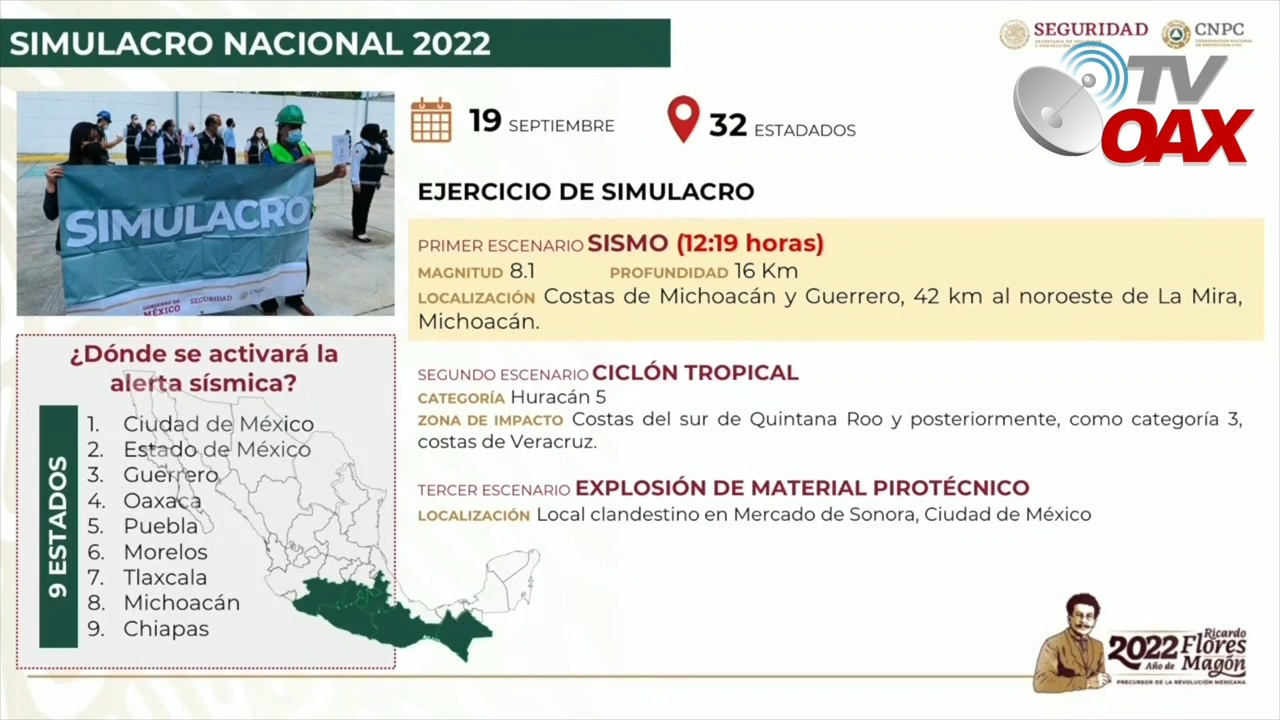 SIMULACRO NACIONAL 2022
SEGURIDAD
CNPC
TV
OAX
19 SEPTIEMBRE
32 ESTADADOS
SIMULACRO
GOBIERNO DE
MÉXICO
SEGURIDAD
CNPC
EJERCICIO DE SIMULACRO
PRIMER ESCENARIO SISMO (12:19 horas)
MAGNITUD 8.1 PROFUNDIDAD 16 Km
LOCALIZACIÓN Costas de Michoacán y Guerrero, 42 km al noroeste de La Mira,
Michoacán.
SEGUNDO ESCENARIO CICLÓN TROPICAL
CATEGORÍA Huracán 5
ZONA DE IMPACTO Costas del sur de Quintana Roo y posteriormente, como categoría 3,
costas de Veracruz.
TERCER ESCENARIO EXPLOSIÓN DE MATERIAL PIROTÉCNICO
LOCALIZACIÓN Local clandestino en Mercado de Sonora, Ciudad de México
¿Dónde se activará la
alerta sísmica?
9 ESTADOS
1. Ciudad de México
2. Estado de México
3. Guerrero
4. Oaxaca
5. Puebla
6. Morelos
7. Tlaxcala
8. Michoacán
9. Chiapas
2022 Ricardo
Flores
Año de Magón
PRECURSOR DE LA REVOLUCIÓN MEXICANA